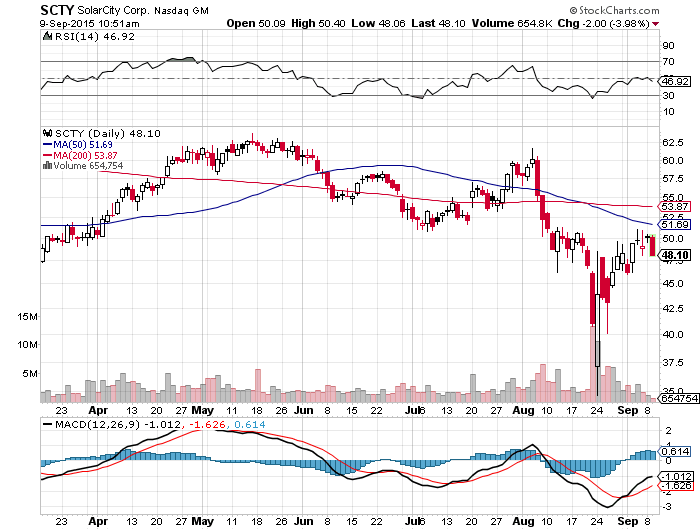 SCTY SolarCity Corp. Nasdaq GM © StockCharts.com
9-Sep-2015 10:51am Open 50.09 High 50.40 Low 48.06 Last 48.10 Volume 654.8K Chg -2.00 (-3.98%)
RSI(14) 46.92
90
70
50
46.92
30
10
SCTY (Daily) 48.10
MA(50) 51.69
MA(200) 53.87
Volume 654,754
62.5
60.0
57.5
55.0
53.87
52.5
51.69
50.0
48.10
47.5
45.0
42.5
40.0
37.5
35.0
654754
15M
10M
5M
23 Apr 13 20 27 May 11 18 26 Jun 8 15 22 Jul 6 13 20 27 Aug 10 17 24 Sep 8
MACD(12,26,9) -1.012, -1.626, 0.614
2
1
0.614
0
-1.012
-1.626
-2
-3
23 Apr 13 20 27 May 11 18 26 Jun 8 15 22 Jul 6 13 20 27 Aug 10 17 24 Sep 8